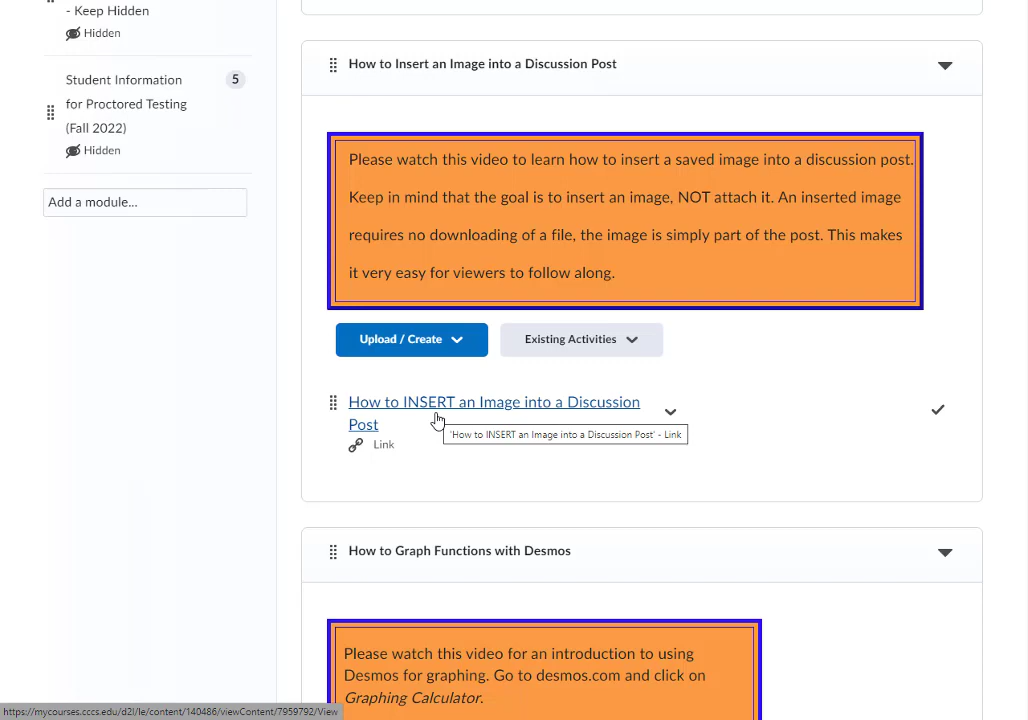 - Keep Hidden
Hidden
Student Information
5
for Proctored Testing
(Fall 2022)
Hidden
Add a module...
How to Insert an Image into a Discussion Post
Please watch this video to learn how to insert a saved image into a discussion post.
Keep in mind that the goal is to insert an image, NOT attach it. An inserted image
requires no downloading of a file, the image is simply part of the post. This makes
it very easy for viewers to follow along.
Upload / Create
Existing Activities
How to INSERT an Image into a Discussion
Post
'How to INSERT an Image into a Discussion Post' - Link
Link
How to Graph Functions with Desmos
Please watch this video for an introduction to using
Desmos for graphing. Go to desmos.com and click on
Graphing Calculator.
https://mycourses.cccs.edu/d2l/le/content/140486/viewContent/7959792/View